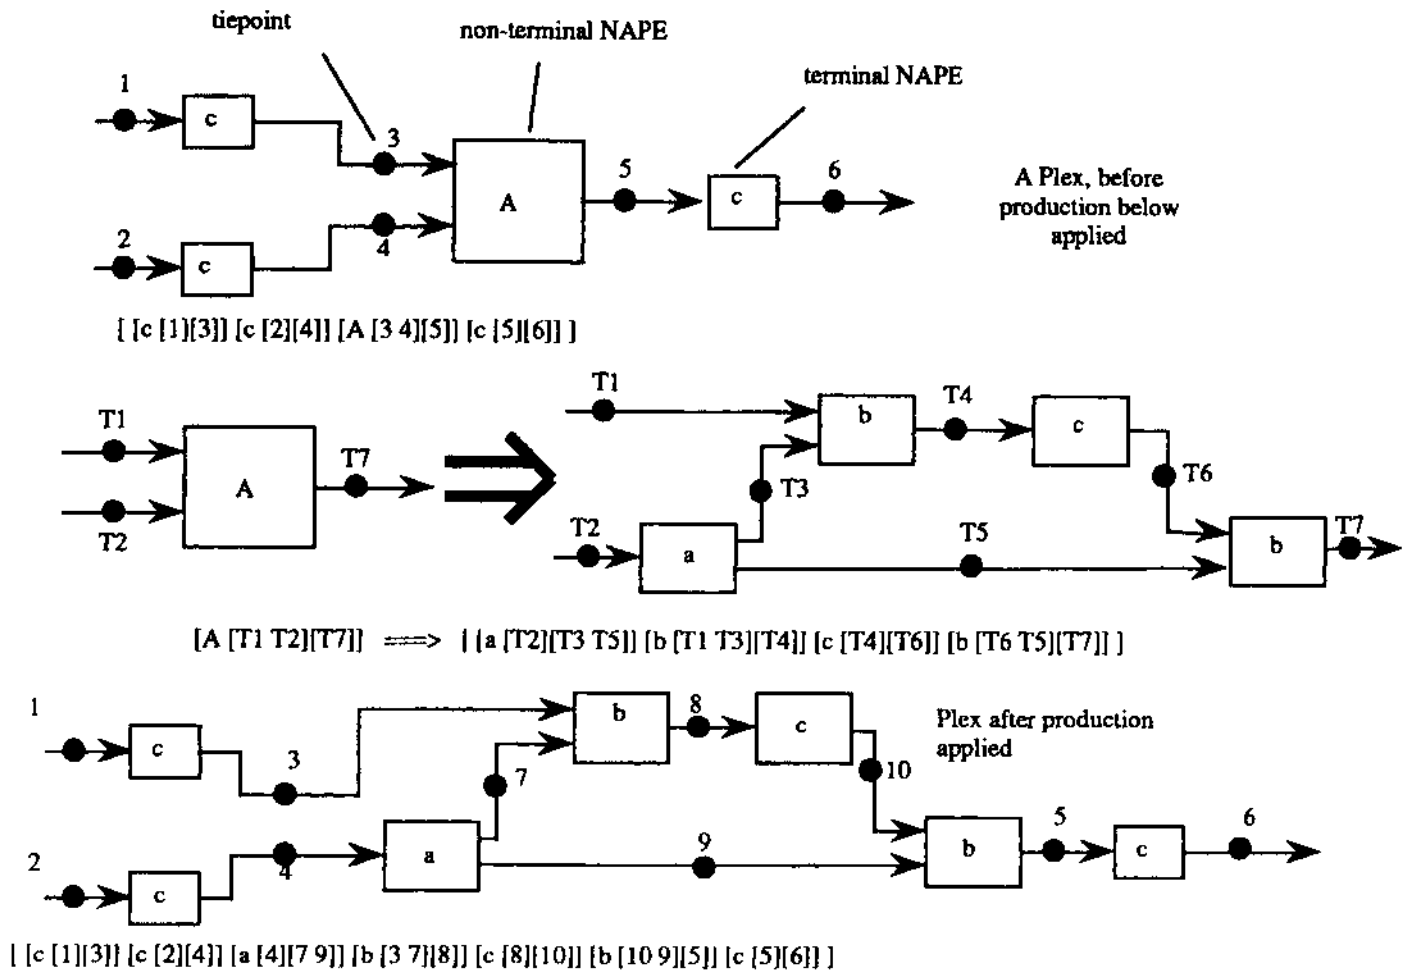 tiepoint
non-terminal NAPE
terminal NAPE
1
c
3
A
5
c
6
2
c
4
A Plex, before
production below
applied
[ [c [1][3]] [c [2][4]] [A [3 4][5]] [c [5][6]] ]
T1
A
T7
T2
T1
b
T4
c
T3
T6
T2
a
T5
b
T7
[A [T1 T2][T7]] ===> [ [a [T2][T3 T5]] [b [T1 T3][T4]] [c [T4][T6]] [b [T6 T5][T7]] ]
1
c
3
b
8
c
Plex after production
applied
7
10
2
c
4
a
9
b
5
c
6
[ [c [1][3]] [c [2][4]] [a [4][7 9]] [b [3 7][8]] [c [8][10]] [b [10 9][5]] [c [5][6]] ]